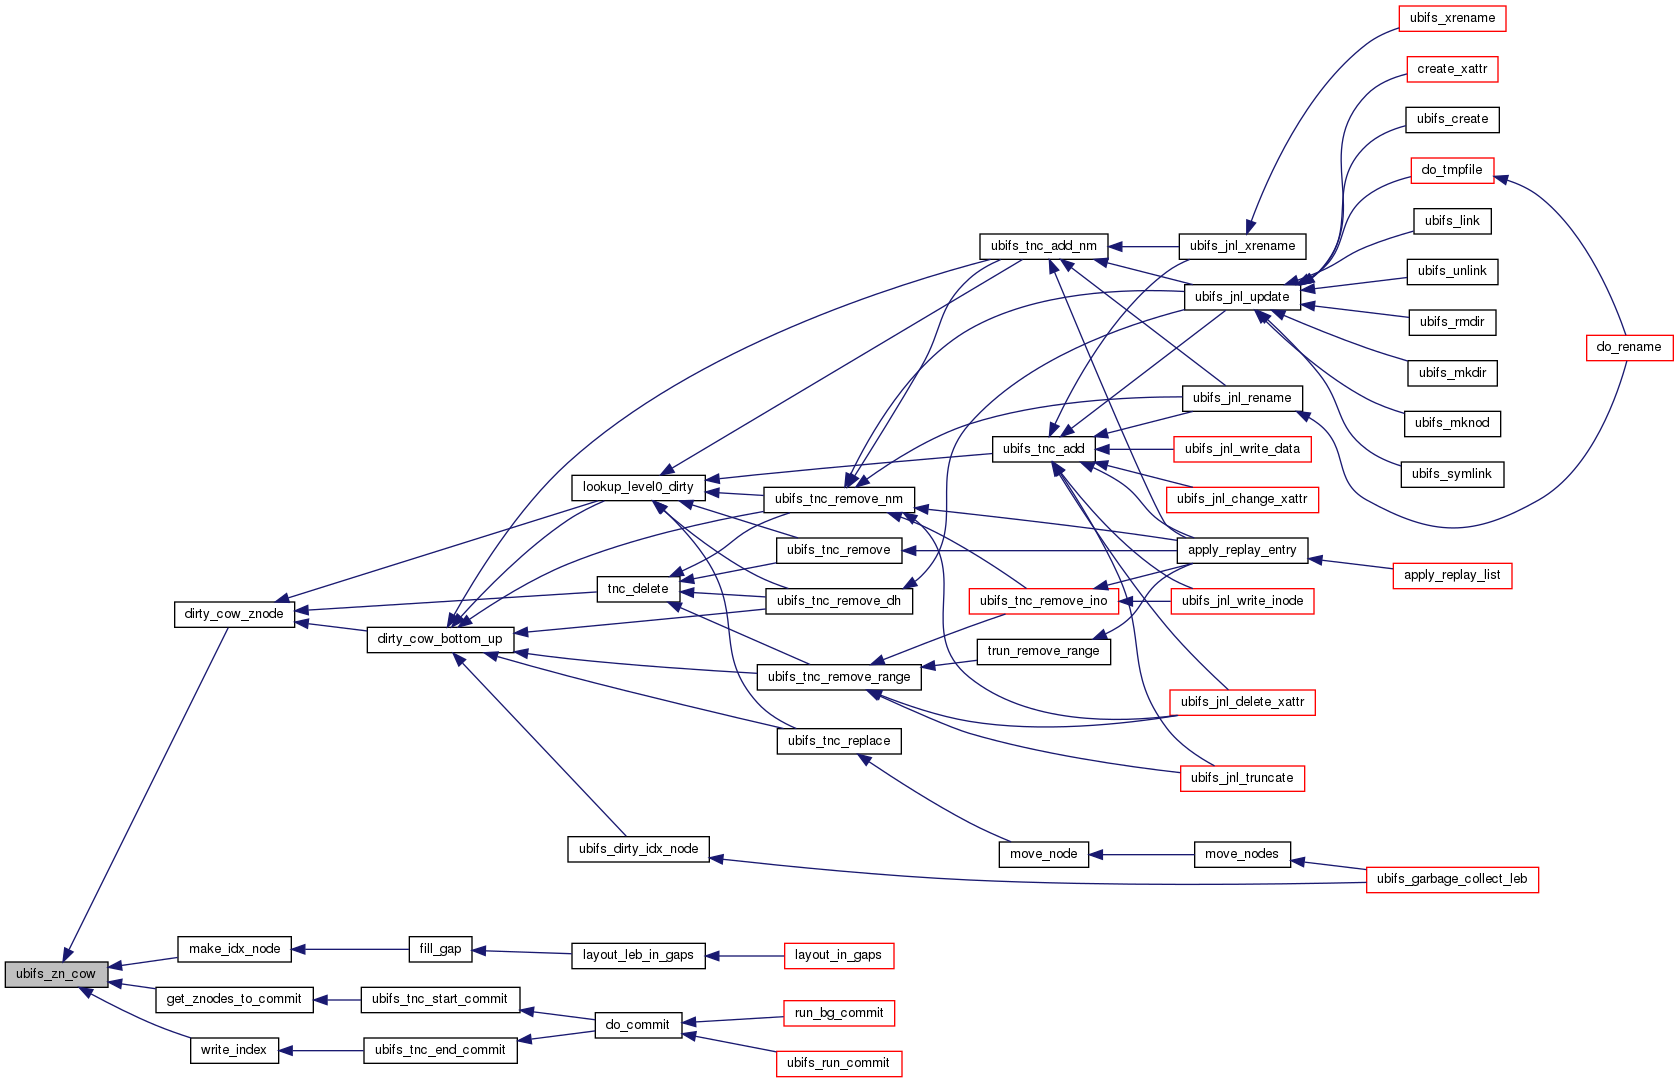 ubifs_xrename
create_xattr
ubifs_create
do_tmpfile
ubifs_link
ubifs_tnc_add_nm
ubifs_jnl_xrename
ubifs_unlink
ubifs_jnl_update
ubifs_rmdir
do_rename
ubifs_mkdir
ubifs_jnl_rename
ubifs_mknod
ubifs_tnc_add
ubifs_jnl_write_data
ubifs_symlink
lookup_level0_dirty
ubifs_tnc_remove_nm
ubifs_jnl_change_xattr
ubifs_tnc_remove
apply_replay_entry
apply_replay_list
tnc_delete
ubifs_tnc_remove_dh
ubifs_tnc_remove_ino
ubifs_jnl_write_inode
dirty_cow_znode
dirty_cow_bottom_up
trun_remove_range
ubifs_tnc_remove_range
ubifs_jnl_delete_xattr
ubifs_tnc_replace
ubifs_jnl_truncate
ubifs_dirty_idx_node
move_node
move_nodes
ubifs_garbage_collect_leb
make_idx_node
fill_gap
layout_leb_in_gaps
layout_in_gaps
ubifs_zn_cow
get_znodes_to_commit
ubifs_tnc_start_commit
run_bg_commit
do_commit
write_index
ubifs_tnc_end_commit
ubifs_run_commit